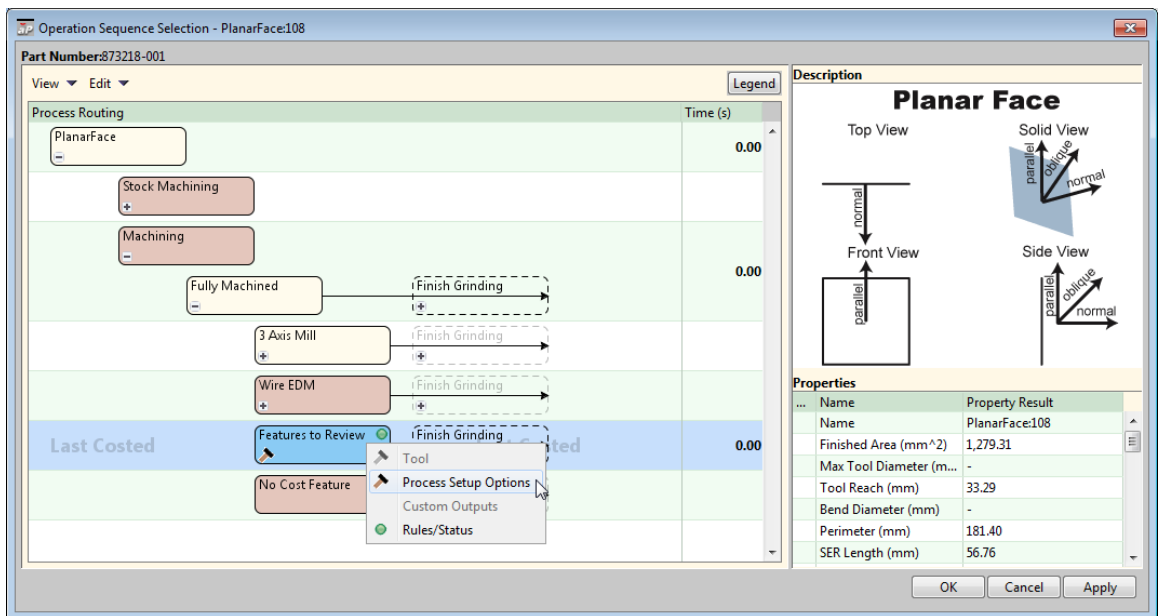 Operation Sequence Selection - PlanarFace:108
Part Number:873218-001
View Edit Legend
Process Routing Time (s)
PlanarFace
0.00
Stock Machining
Machining
0.00
Fully Machined Finish Grinding
3 Axis Mill Finish Grinding
Wire EDM Finish Grinding
Last Costed Features to Review Finish Grinding ted 0.00
Tool
No Cost Feature
Process Setup Options
Custom Outputs
Rules/Status
Description
Planar Face
Top View Solid View
parallel oblique normal
normal
Front View Side View
parallel
parallel oblique normal
Properties
... Name Property Result
Name PlanarFace:108
Finished Area (mm^2) 1,279.31
Max Tool Diameter (m... -
Tool Reach (mm) 33.29
Bend Diameter (mm) -
Perimeter (mm) 181.40
SER Length (mm) 56.76
OK Cancel Apply